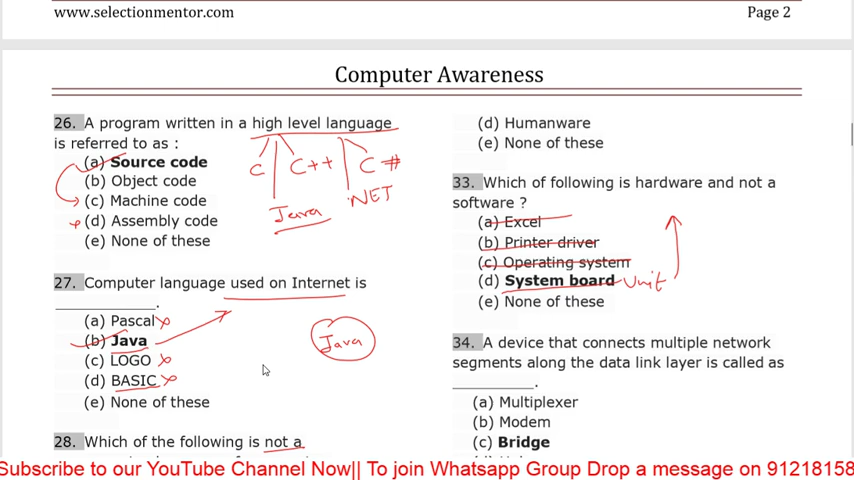 www.selectionmentor.com
Page 2
Computer Awareness
26. A program written in a high level language
is referred to as :
(a) Source code
(b) Object code
(c) Machine code
(d) Assembly code
(e) None of these
C
C++
C#
Java
.NET
27. Computer language used on Internet is
____________.
(a) Pascal
(b) Java
(c) LOGO
(d) BASIC
(e) None of these
Java
28. Which of the following is not a
(d) Humanware
(e) None of these
33. Which of following is hardware and not a
software ?
(a) Excel
(b) Printer driver
(c) Operating system
(d) System board Unit
(e) None of these
34. A device that connects multiple network
segments along the data link layer is called as
__________.
(a) Multiplexer
(b) Modem
(c) Bridge
Subscribe to our YouTube Channel Now|| To join Whatsapp Group Drop a message on 91218158